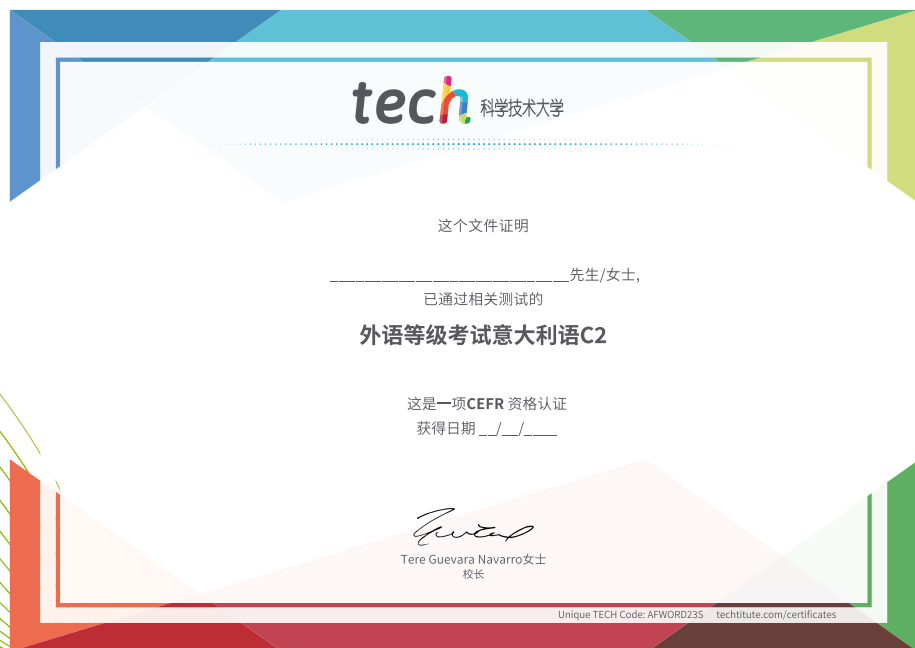 tech 科学技术大学
这个文件证明
____________________________先生/女士,
已通过相关测试的
外语等级考试意大利语C2
这是一项CEFR 资格认证
获得日期 __/__/____
Tere Guevara Navarro女士
校长
Unique TECH Code: AFWORD23S techtitute.com/certificates